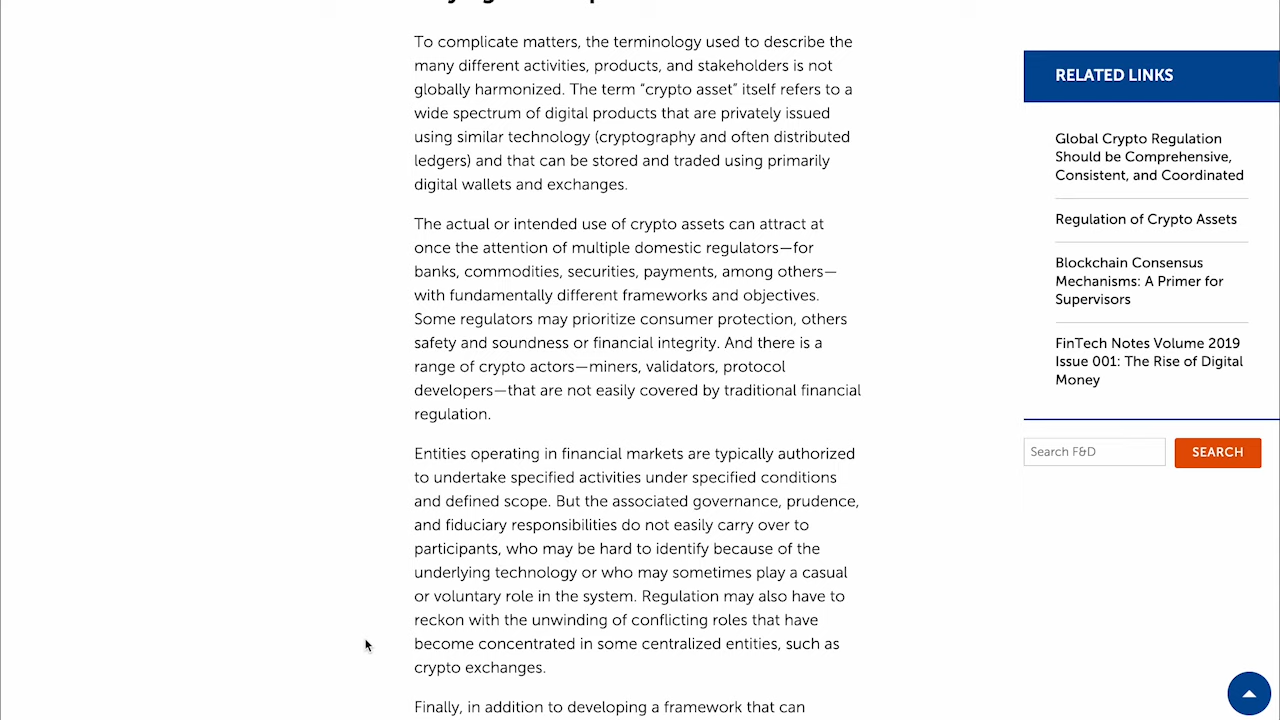 To complicate matters, the terminology used to describe the
many different activities, products, and stakeholders is not
globally harmonized. The term “crypto asset” itself refers to a
wide spectrum of digital products that are privately issued
using similar technology (cryptography and often distributed
ledgers) and that can be stored and traded using primarily
digital wallets and exchanges.
The actual or intended use of crypto assets can attract at
once the attention of multiple domestic regulators—for
banks, commodities, securities, payments, among others—
with fundamentally different frameworks and objectives.
Some regulators may prioritize consumer protection, others
safety and soundness or financial integrity. And there is a
range of crypto actors—miners, validators, protocol
developers—that are not easily covered by traditional financial
regulation.
Entities operating in financial markets are typically authorized
to undertake specified activities under specified conditions
and defined scope. But the associated governance, prudence,
and fiduciary responsibilities do not easily carry over to
participants, who may be hard to identify because of the
underlying technology or who may sometimes play a casual
or voluntary role in the system. Regulation may also have to
reckon with the unwinding of conflicting roles that have
become concentrated in some centralized entities, such as
crypto exchanges.
Finally, in addition to developing a framework that can
RELATED LINKS
Global Crypto Regulation
Should be Comprehensive,
Consistent, and Coordinated
Regulation of Crypto Assets
Blockchain Consensus
Mechanisms: A Primer for
Supervisors
FinTech Notes Volume 2019
Issue 001: The Rise of Digital
Money
Search F&D
SEARCH